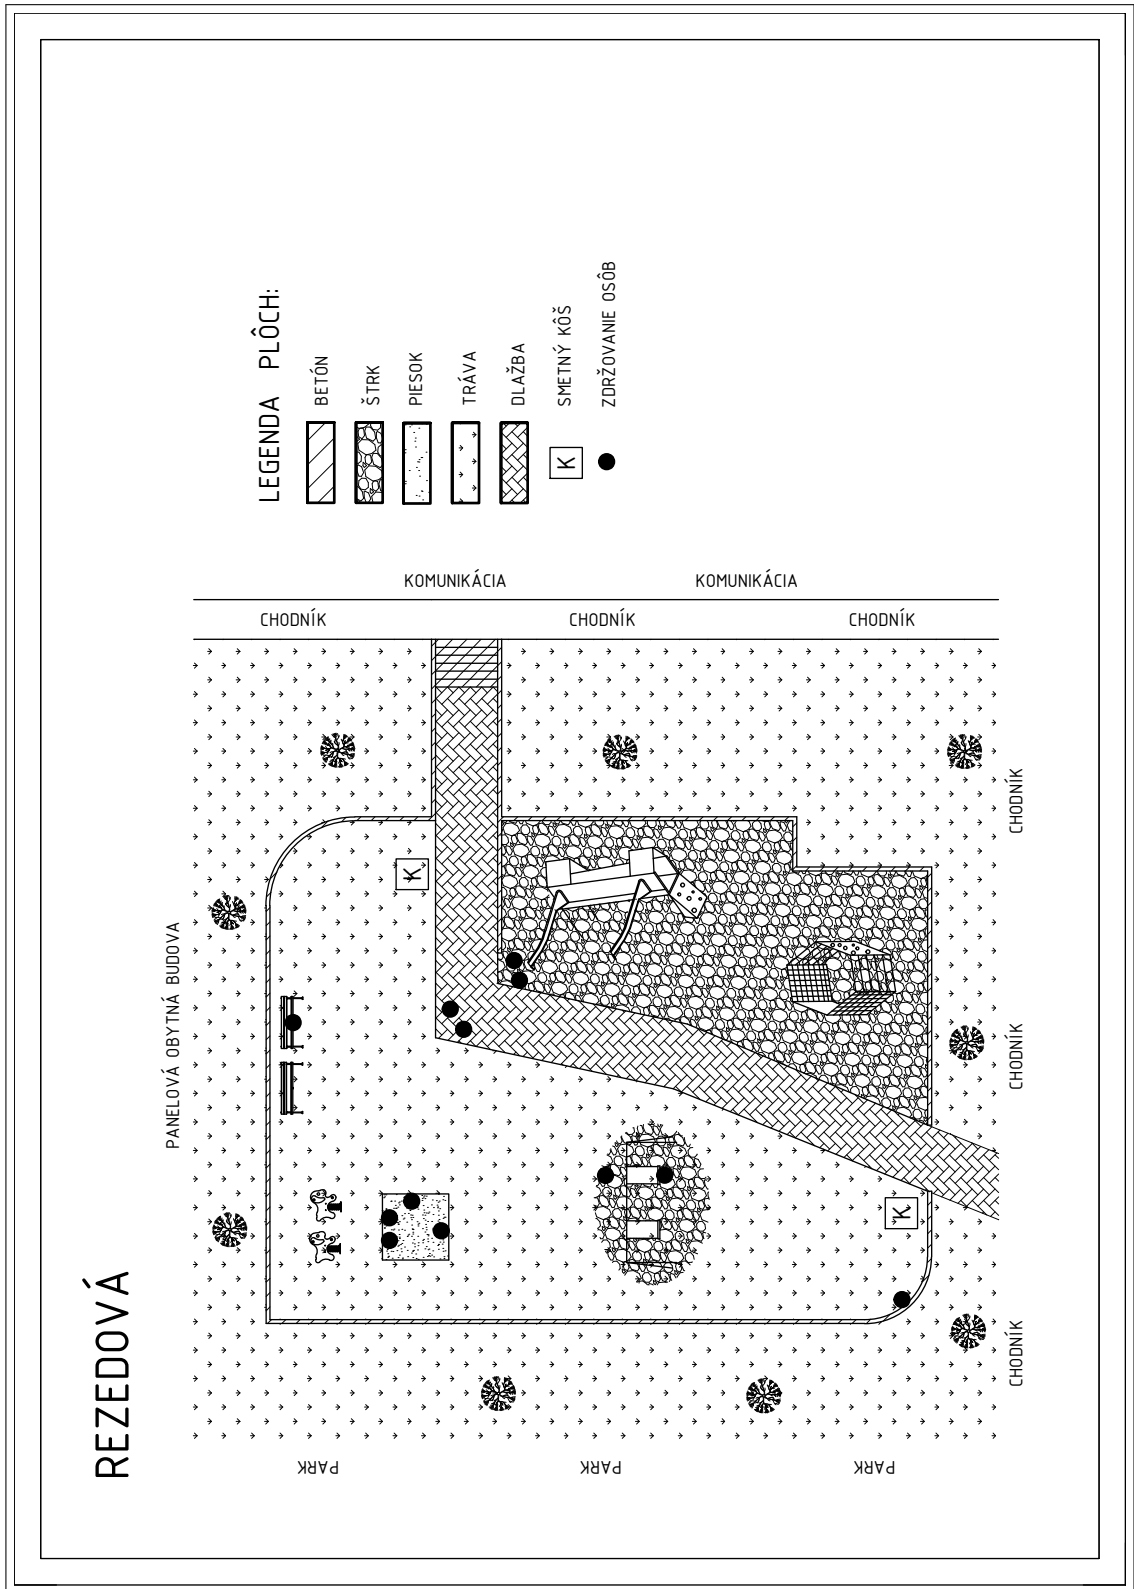 REZEDOVÁ
PANELOVÁ OBYTNÁ BUDOVA
LEGENDA PLÔCH:
BETÓN
ŠTRK
PIESOK
TRÁVA
DLAŽBA
K SMETNÝ KÔŠ
ZDRŽOVANIE OSÔB
PARK
PARK
PARK
CHODNÍK
CHODNÍK
CHODNÍK
KOMUNIKÁCIA
KOMUNIKÁCIA
K
K
CHODNÍK
CHODNÍK
CHODNÍK